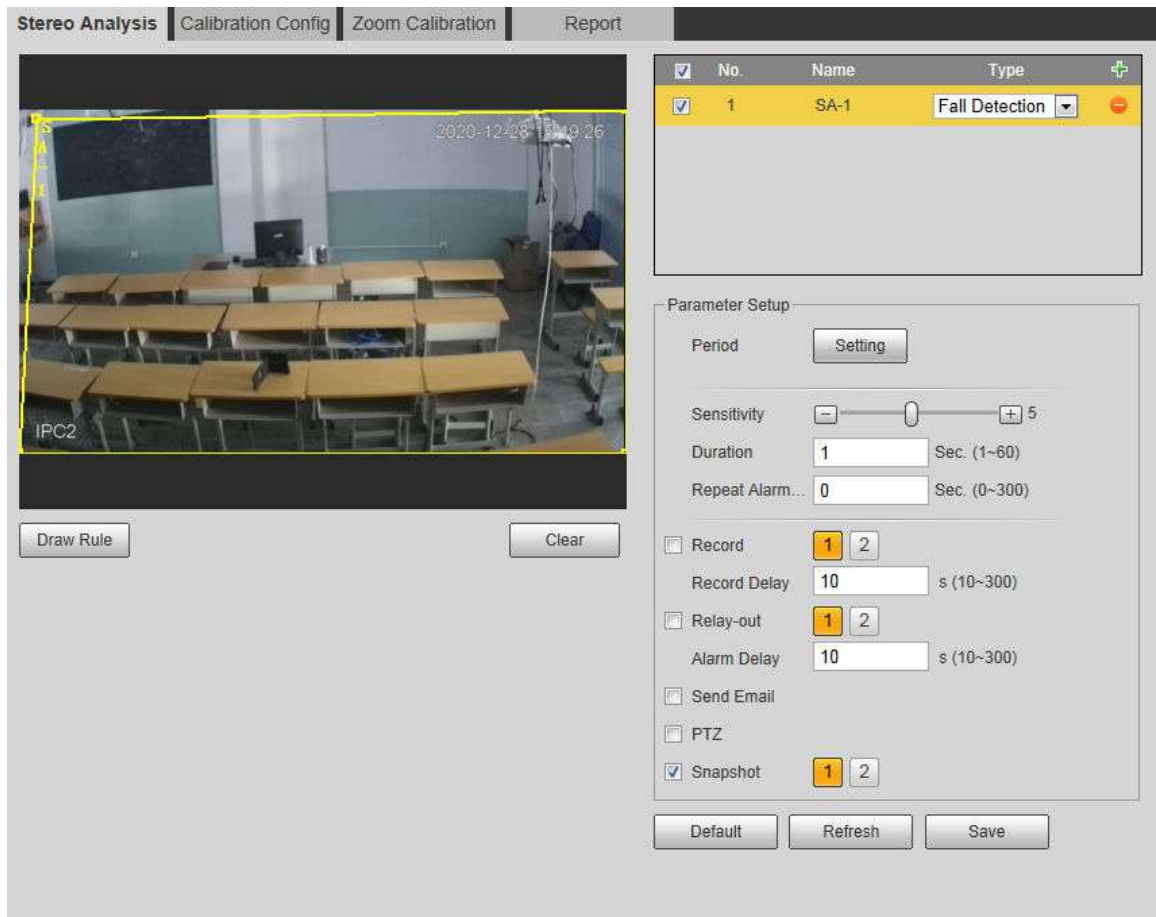 Stereo Analysis Calibration Config Zoom Calibration Report
No. Name Type
1 SA-1 Fall Detection
SA-1
2020-12-28
IPC2
Draw Rule Clear
Parameter Setup
Period Setting
Sensitivity 5
Duration 1 Sec. (1~60)
Repeat Alarm... 0 Sec. (0~300)
Record 1 2
Record Delay 10 s (10~300)
Relay-out 1 2
Alarm Delay 10 s (10~300)
Send Email
PTZ
Snapshot 1 2
Default Refresh Save